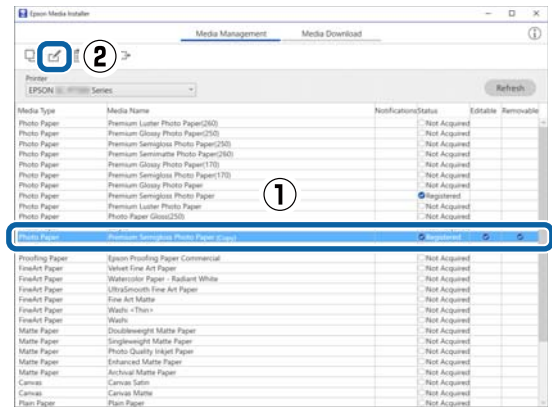 Epson Media Installer
Media Management Media Download
②
Printer
EPSON Series
Refresh
Media Type Media Name Notifications Status Editable Removable
Photo Paper Premium Luster Photo Paper(260) Not Acquired
Photo Paper Premium Glossy Photo Paper(250) Not Acquired
Photo Paper Premium Semigloss Photo Paper(250) Not Acquired
Photo Paper Premium Semimatte Photo Paper(260) Not Acquired
Photo Paper Premium Glossy Photo Paper(170) Not Acquired
Photo Paper Premium Semigloss Photo Paper(170) Not Acquired
Photo Paper Premium Glossy Photo Paper Not Acquired
Photo Paper Premium Semigloss Photo Paper Registered
Photo Paper Premium Luster Photo Paper Not Acquired
Photo Paper Photo Paper Gloss(250) Not Acquired
①
Photo Paper Premium Semigloss Photo Paper (Copy) Registered
Proofing Paper Epson Proofing Paper Commercial Not Acquired
FineArt Paper Velvet Fine Art Paper Not Acquired
FineArt Paper Watercolor Paper - Radiant White Not Acquired
FineArt Paper UltraSmooth Fine Art Paper Not Acquired
FineArt Paper Fine Art Matte Not Acquired
FineArt Paper Washi <Thin> Not Acquired
FineArt Paper Washi Not Acquired
Matte Paper Doubleweight Matte Paper Not Acquired
Matte Paper Singleweight Matte Paper Not Acquired
Matte Paper Photo Quality Inkjet Paper Not Acquired
Matte Paper Enhanced Matte Paper Not Acquired
Matte Paper Archival Matte Paper Not Acquired
Canvas Canvas Satin Not Acquired
Canvas Canvas Matte Not Acquired
Plain Paper Plain Paper Not Acquired